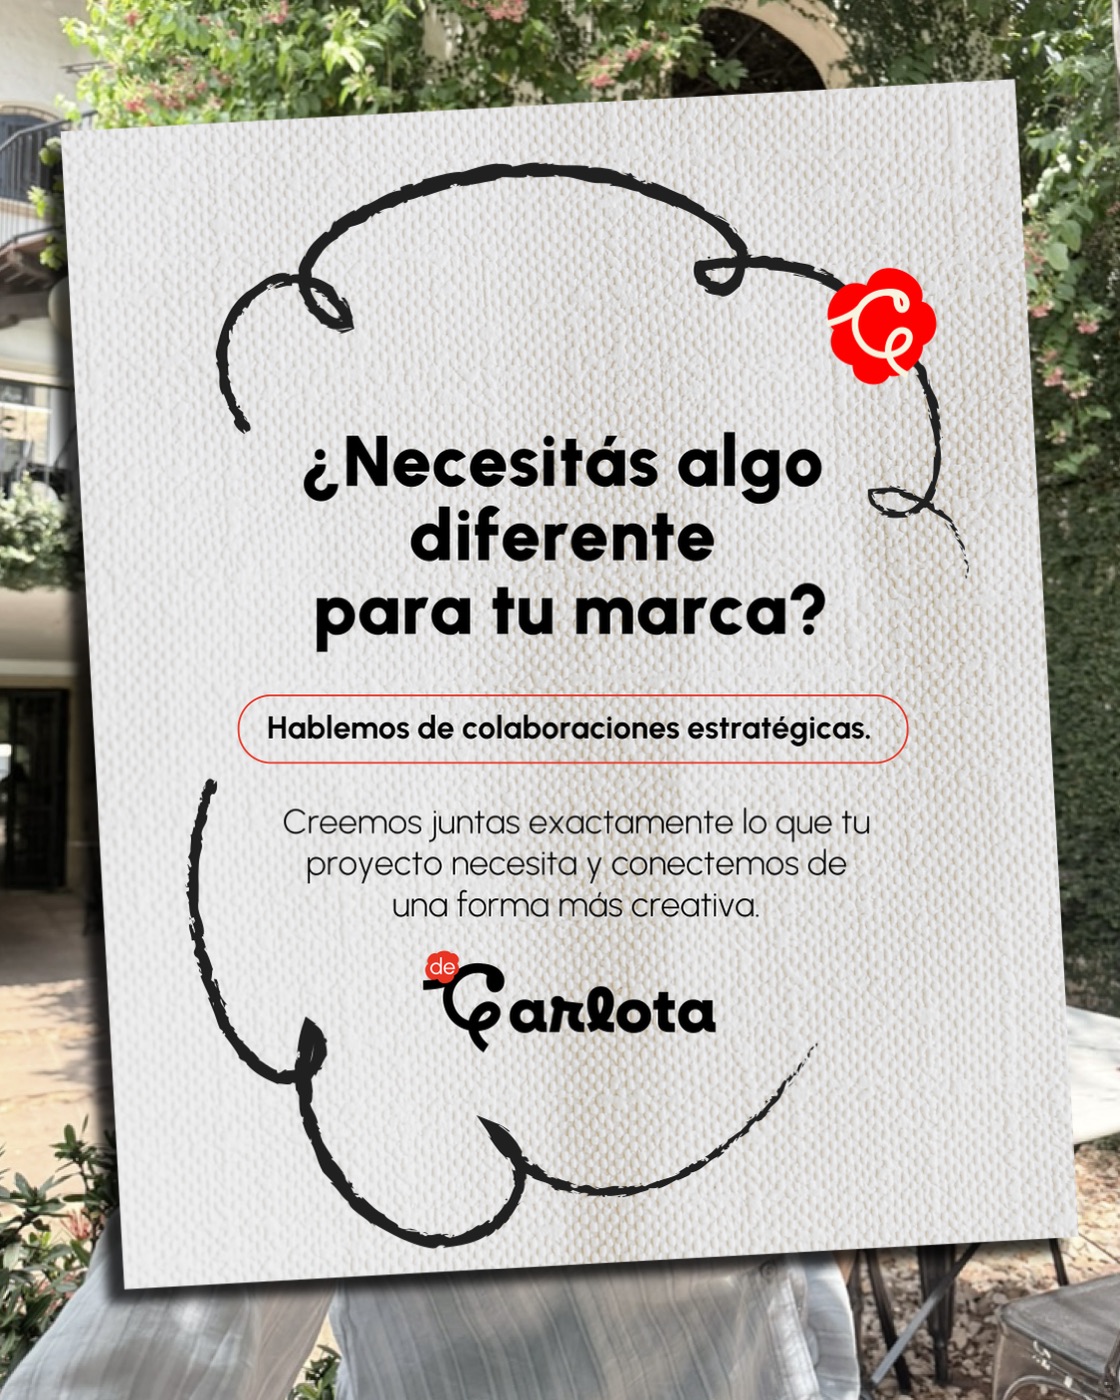 ¿Necesitás algo
diferente
para tu marca?
Hablemos de colaboraciones estratégicas.
Creemos juntas exactamente lo que tu
proyecto necesita y conectemos de
una forma más creativa.
de Carlota